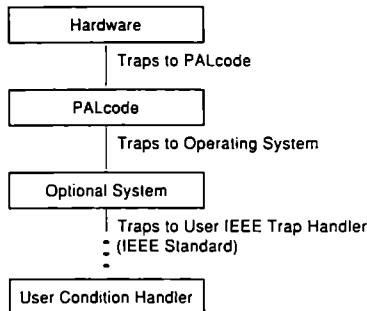 Hardware
Traps to PALcode
PALcode
Traps to Operating System
Optional System
Traps to User IEEE Trap Handler
(IEEE Standard)
User Condition Handler